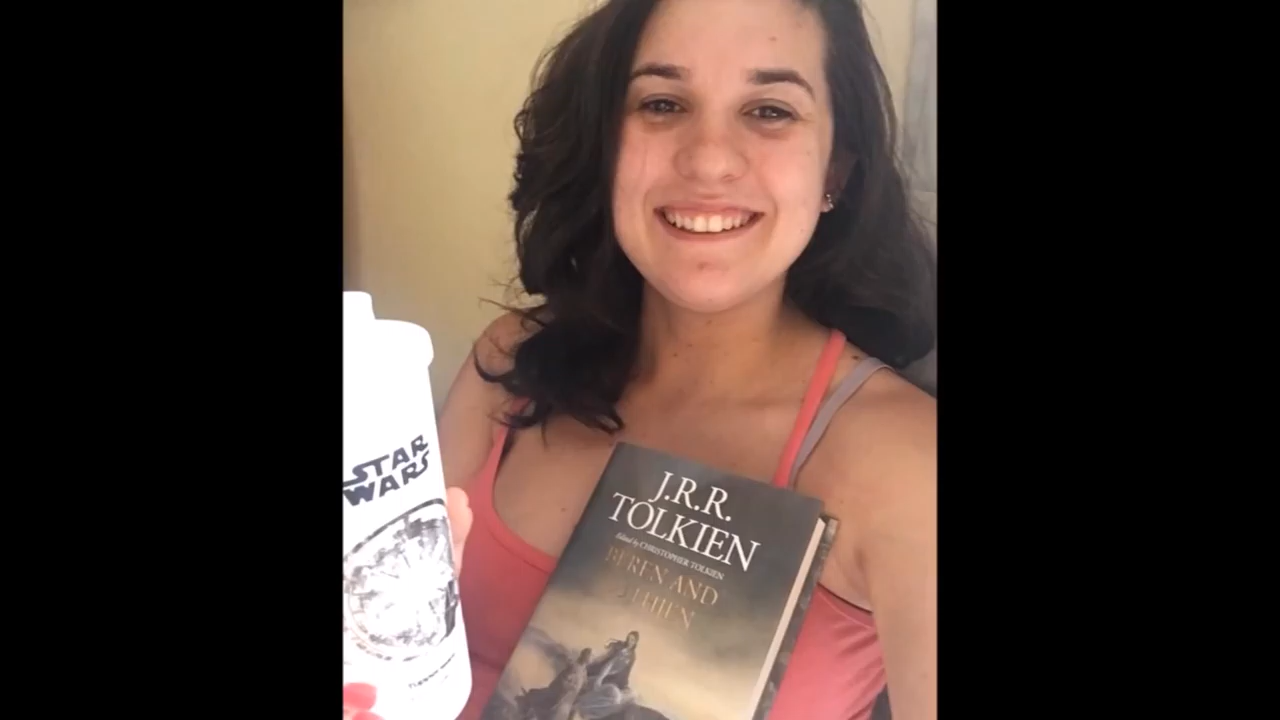 STAR
WARS
J.R.R.
TOLKIEN
Edited by CHRISTOPHER TOLKIEN
BEREN AND
LÚTHIEN